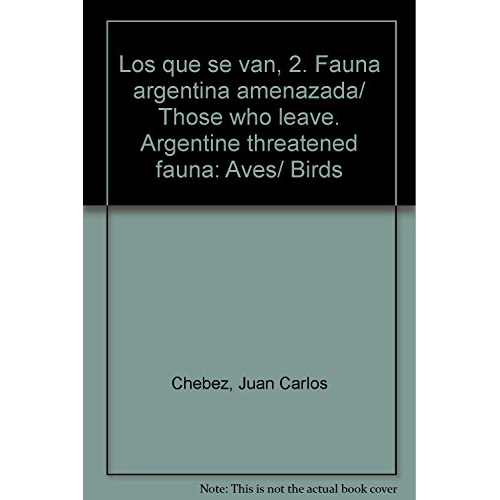 Los que se van, 2. Fauna
argentina amenazada/
Those who leave.
Argentine threatened
fauna: Aves/ Birds
Chebez, Juan Carlos
Note: This is not the actual book cover